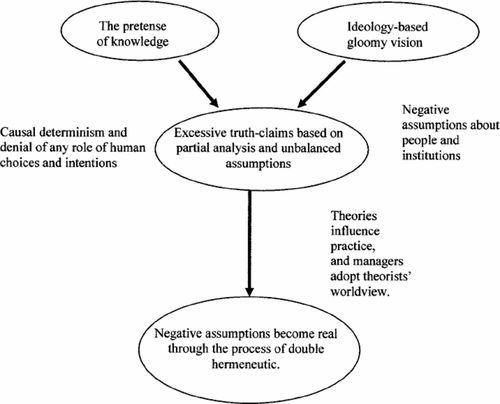 The pretense
of knowledge
Ideology-based
gloomy vision
Causal determinism and
denial of any role of human
choices and intentions
Excessive truth-claims based on
partial analysis and unbalanced
assumptions
Negative
assumptions about
people and
institutions
Theories
influence
practice,
and managers
adopt theorists'
worldview.
Negative assumptions become real
through the process of double
hermeneutic.